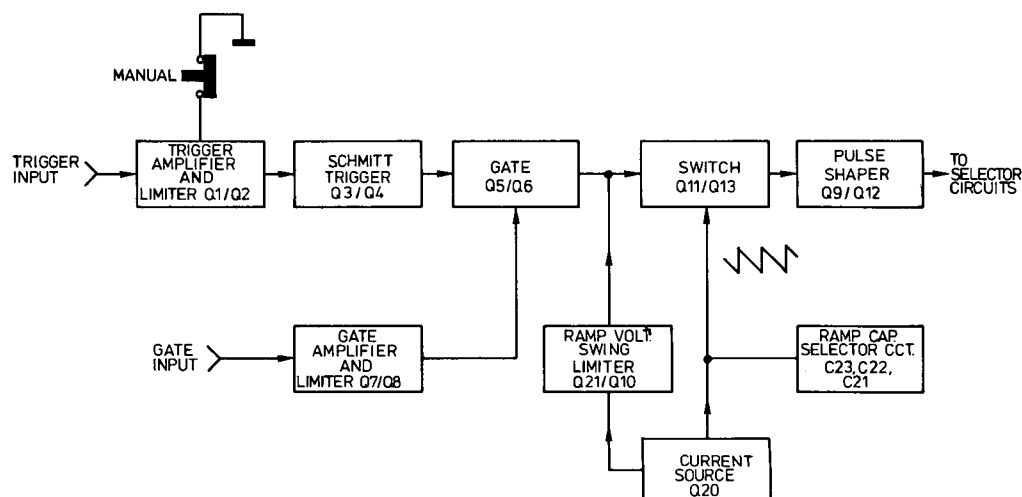 MANUAL
TRIGGER
INPUT
TRIGGER
AMPLIFIER
AND
LIMITER Q1/Q2
SCHMITT
TRIGGER
Q3/Q4
GATE
Q5/Q6
SWITCH
Q11/Q13
PULSE
SHAPER
Q9/Q12
TO
SELECTOR
CIRCUITS
GATE
INPUT
GATE
AMPLIFIER
AND
LIMITER Q7/Q8
RAMP VOLT.
SWING
LIMITER
Q21/Q10
RAMP CAP.
SELECTOR CCT.
C23, C22,
C21
CURRENT
SOURCE
Q20